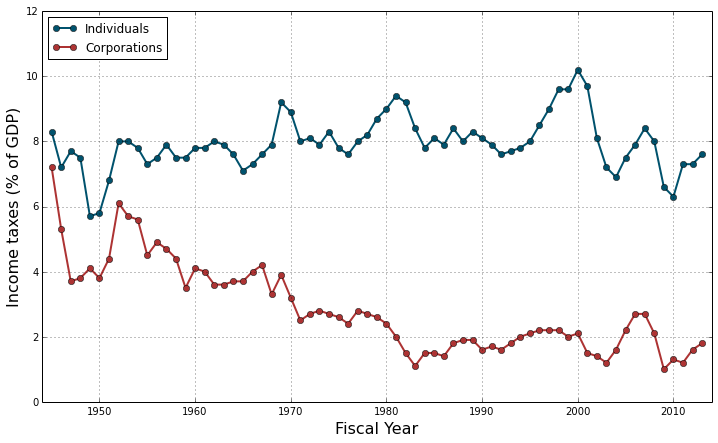 Individuals
Corporations
Income taxes (% of GDP)
12
10
8
6
4
2
0
1950 1960 1970 1980 1990 2000 2010
Fiscal Year